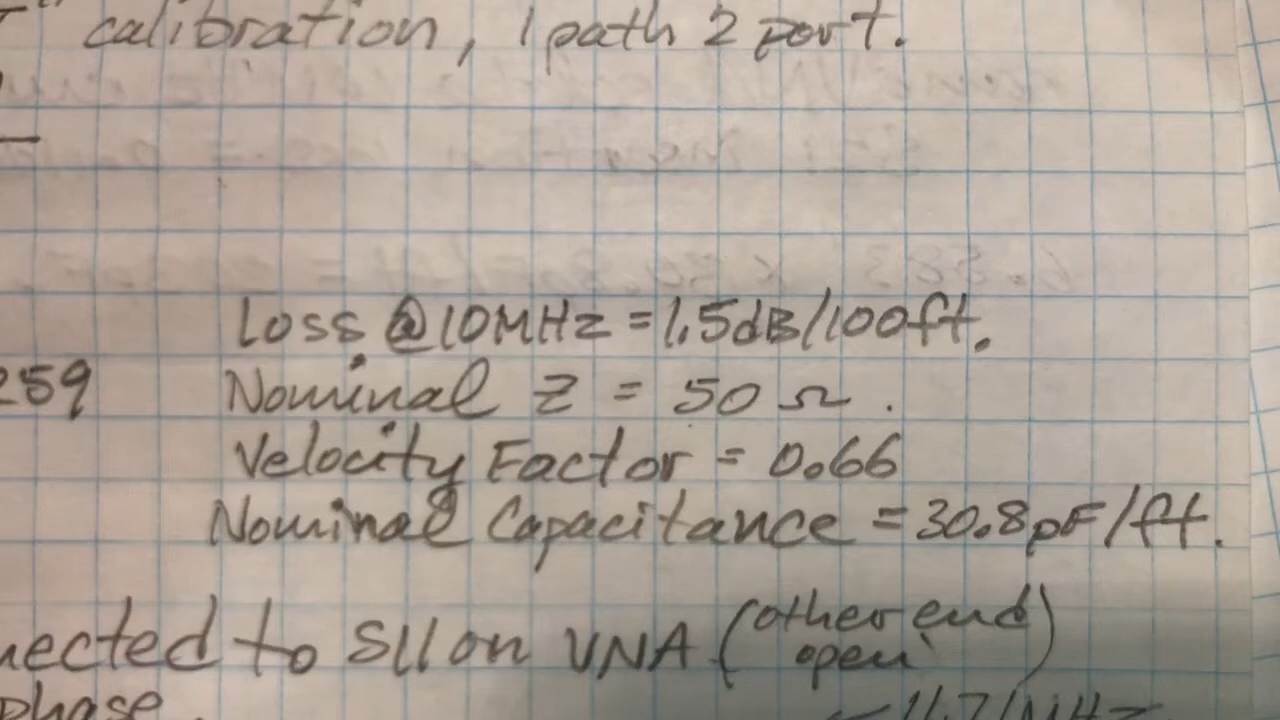 calibration, 1 path 2 port.
Loss @ 10MHz = 1.5dB/100ft.
259 Nominal Z = 50 Ω.
Velocity Factor = 0.66
Nominal Capacitance = 30.8pF/ft.
nected to S11 on VNA (other end open)
phase